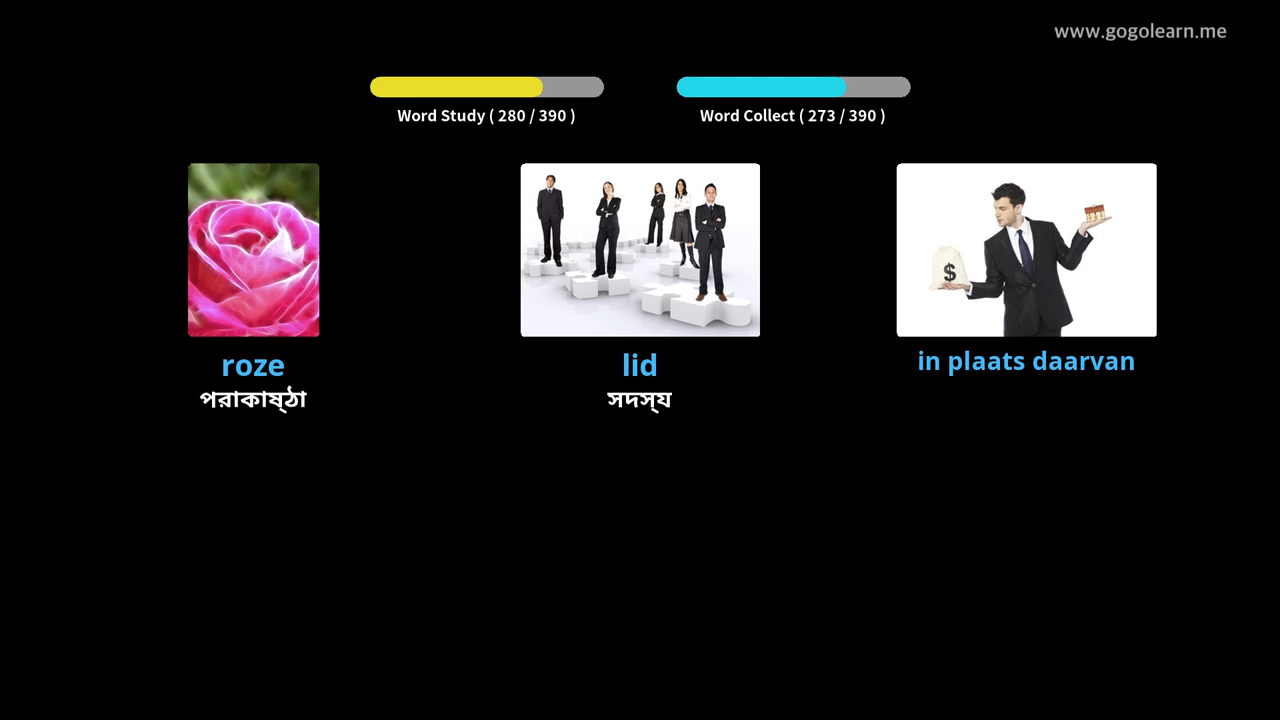 www.gogolearn.me
Word Study ( 280 / 390 )
Word Collect ( 273 / 390 )
$
roze
lid
in plaats daarvan
পরাকাষ্ঠা
সদস্য